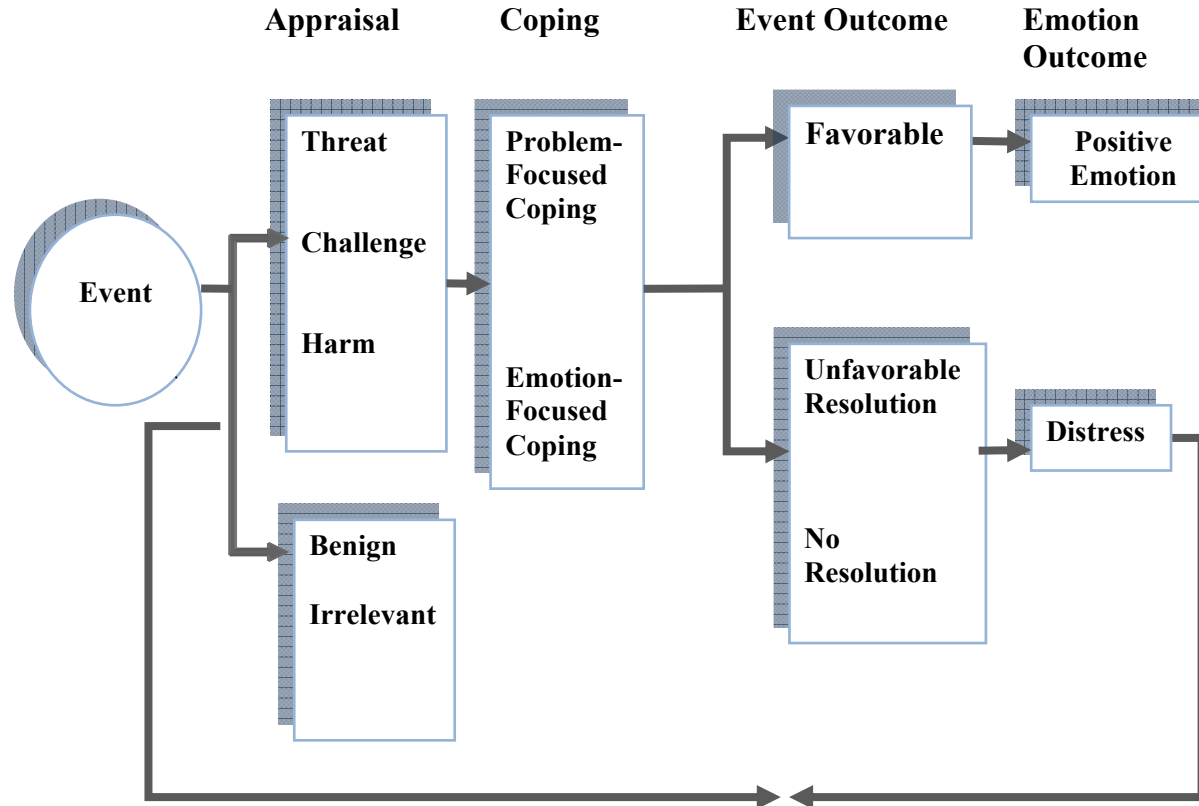 Appraisal
Coping
Event Outcome
Emotion
Outcome
Event
Threat
Challenge
Harm
Benign
Irrelevant
Problem-
Focused
Coping
Emotion-
Focused
Coping
Favorable
Unfavorable
Resolution
No
Resolution
Positive
Emotion
Distress